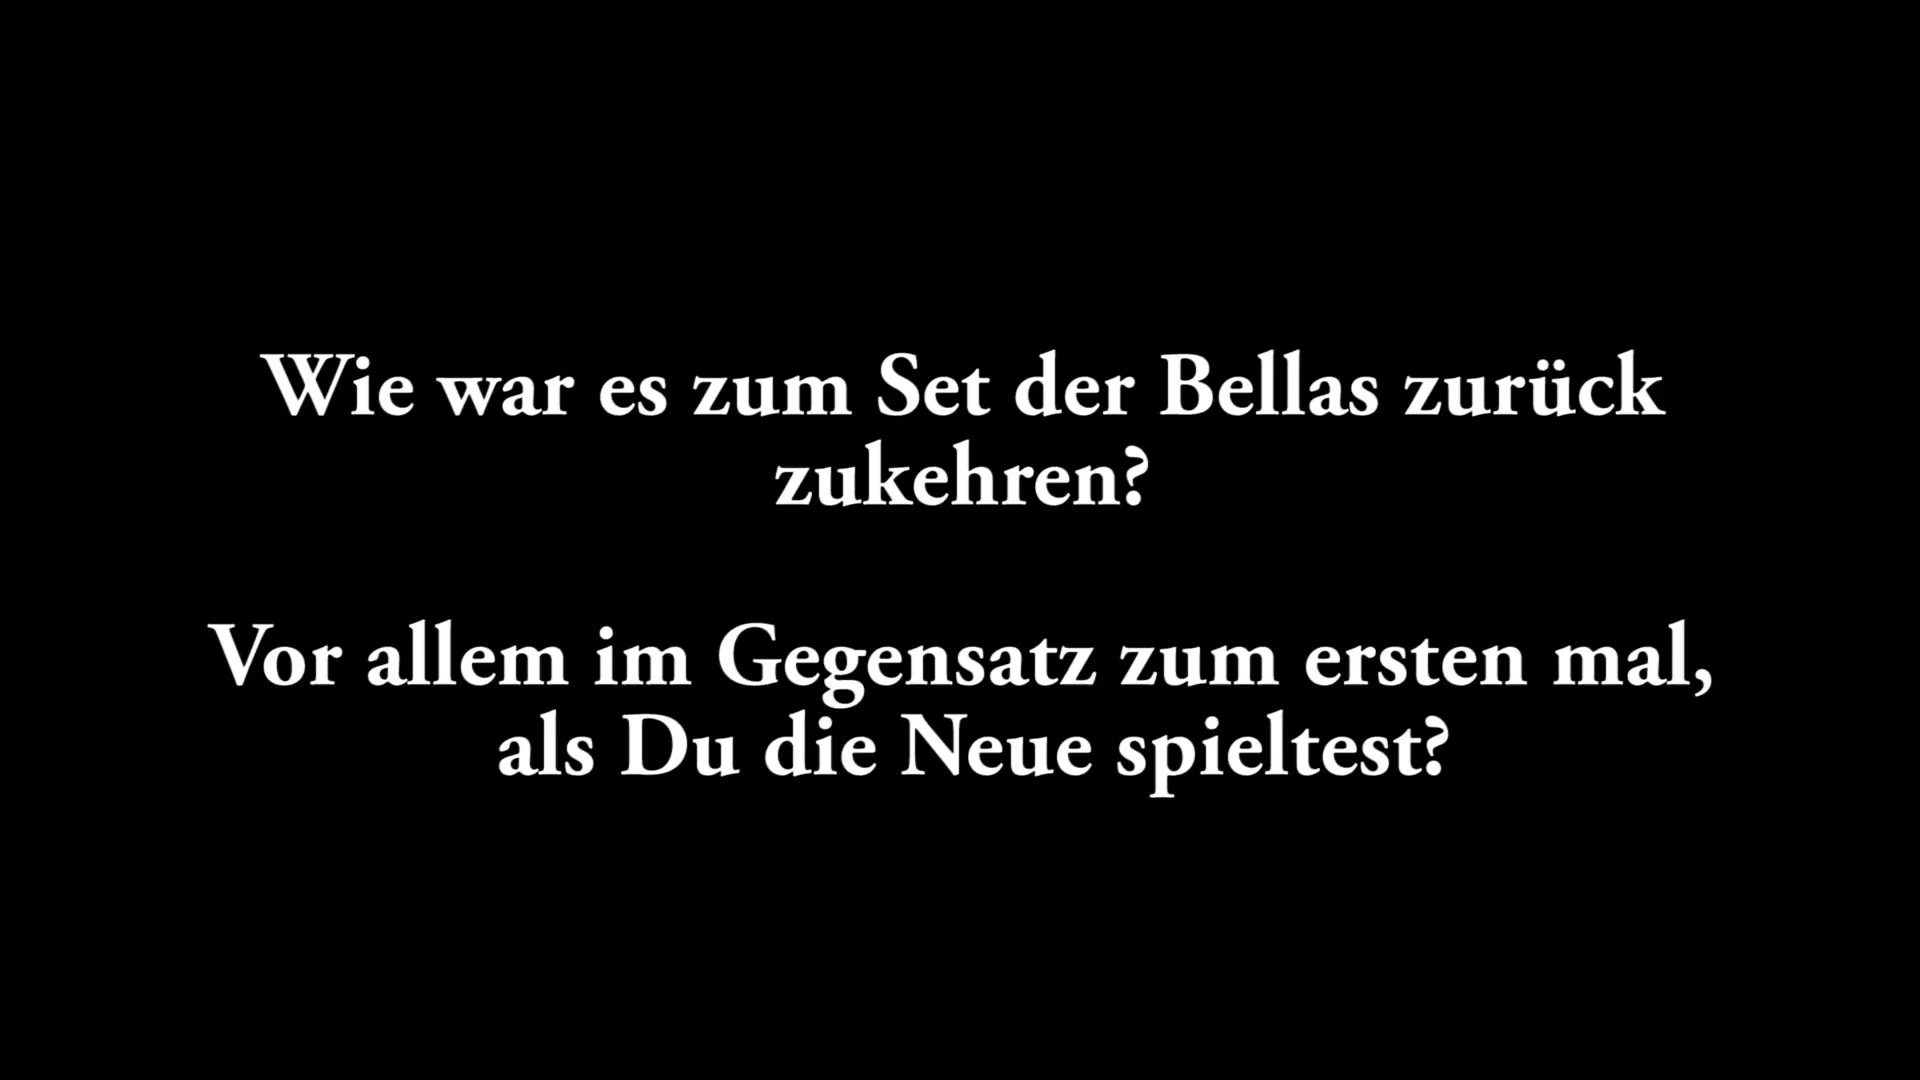 Wie war es zum Set der Bellas zurück
zukehren?
Vor allem im Gegensatz zum ersten mal,
als Du die Neue spieltest?